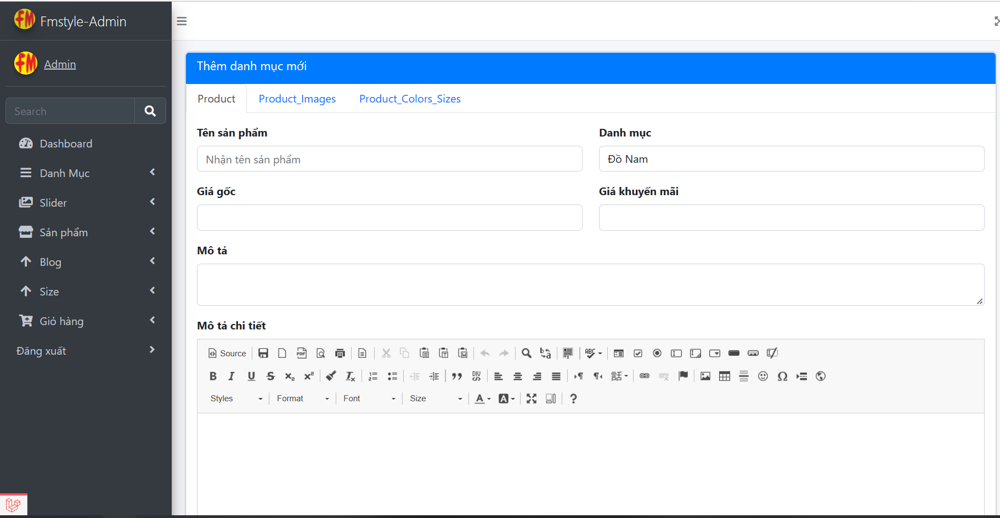 FM Fmstyle-Admin
FM Admin
Search
Dashboard
Danh Mục
Slider
Sản phẩm
Blog
Size
Giỏ hàng
Đăng xuất
Thêm danh mục mới
Product Product_Images Product_Colors_Sizes
Tên sản phẩm Danh mục
Nhận tên sản phẩm Đồ Nam
Giá gốc Giá khuyến mãi
Mô tả
Mô tả chi tiết
Source
Styles Format Font Size